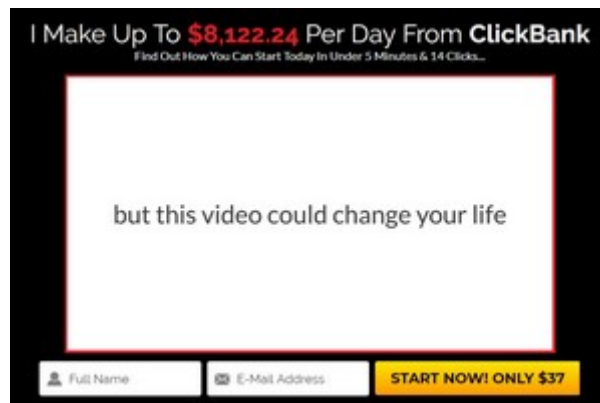 I Make Up To $8,122.24 Per Day From ClickBank
Find Out How You Can Start Today In Under 5 Minutes & 14 Clicks...
but this video could change your life
Full Name
E-Mail Address
START NOW! ONLY $37